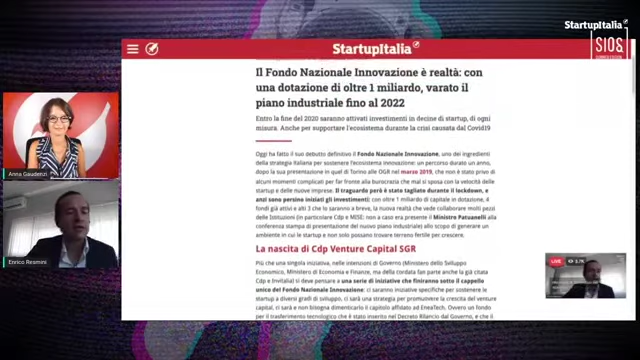 StartupItalia
SIOS
StartupItalia
Il Fondo Nazionale Innovazione è realtà: con
una dotazione di oltre 1 miliardo, varato il
piano industriale fino al 2022
Entro la fine del 2020 saranno attivati investimenti in decine di startup, di ogni
misura. Anche per supportare l'ecosistema durante la crisi causata dal Covid19
Oggi ha fatto il suo debutto definitivo il Fondo Nazionale Innovazione, uno dei ingredienti
della strategia italiana per sostenere l'ecosistema innovazione: un percorso durato un anno,
dopo la sua presentazione in quel di Torino alle OGR nel marzo 2019, che non è stato privo di
alcuni momenti complicati per far fronte alla burocrazia che mal si sposa con la velocità delle
startup e delle nuove imprese. Il traguardo però è stato tagliato durante il lockdown, e
anzi sono persino iniziati gli investimenti: con oltre 1 miliardo di capitale in dotazione, 4
fondi già attivi e altri 3 che lo saranno a breve, la nuova realtà che vede collaborare molti pezzi
delle Istituzioni (in particolare Cdp e MISE: non a caso era presente il Ministro Patuanelli alla
conferenza stampa di presentazione del nuovo piano industriale) allo scopo di generare un
ambiente in cui le startup e non solo possano trovare terreno fertile per crescere.
La nascita di Cdp Venture Capital SGR
Più che una singola iniziativa, nelle intenzioni di Governo (Ministero dello Sviluppo
Economico, Ministero di Economia e Finanze, ma della cordata fan parte anche la già citata
Cdp e Invitalia) si deve pensare a una serie di iniziative che finiranno sotto il cappello
unico del Fondo Nazionale Innovazione: ci saranno iniziative specifiche per sostenere le
startup a diversi gradi di sviluppo, ci sarà una strategia per promuovere la crescita del venture
capital, ci sarà e non bisogna dimenticarlo il capitolo affidato ad EneaTech. Ovvero un fondo
per il trasferimento tecnologico che è stato inserito nel Decreto Rilancio dal Governo, e che il
Anna Gaudenzi
Enrico Resmini
LIVE